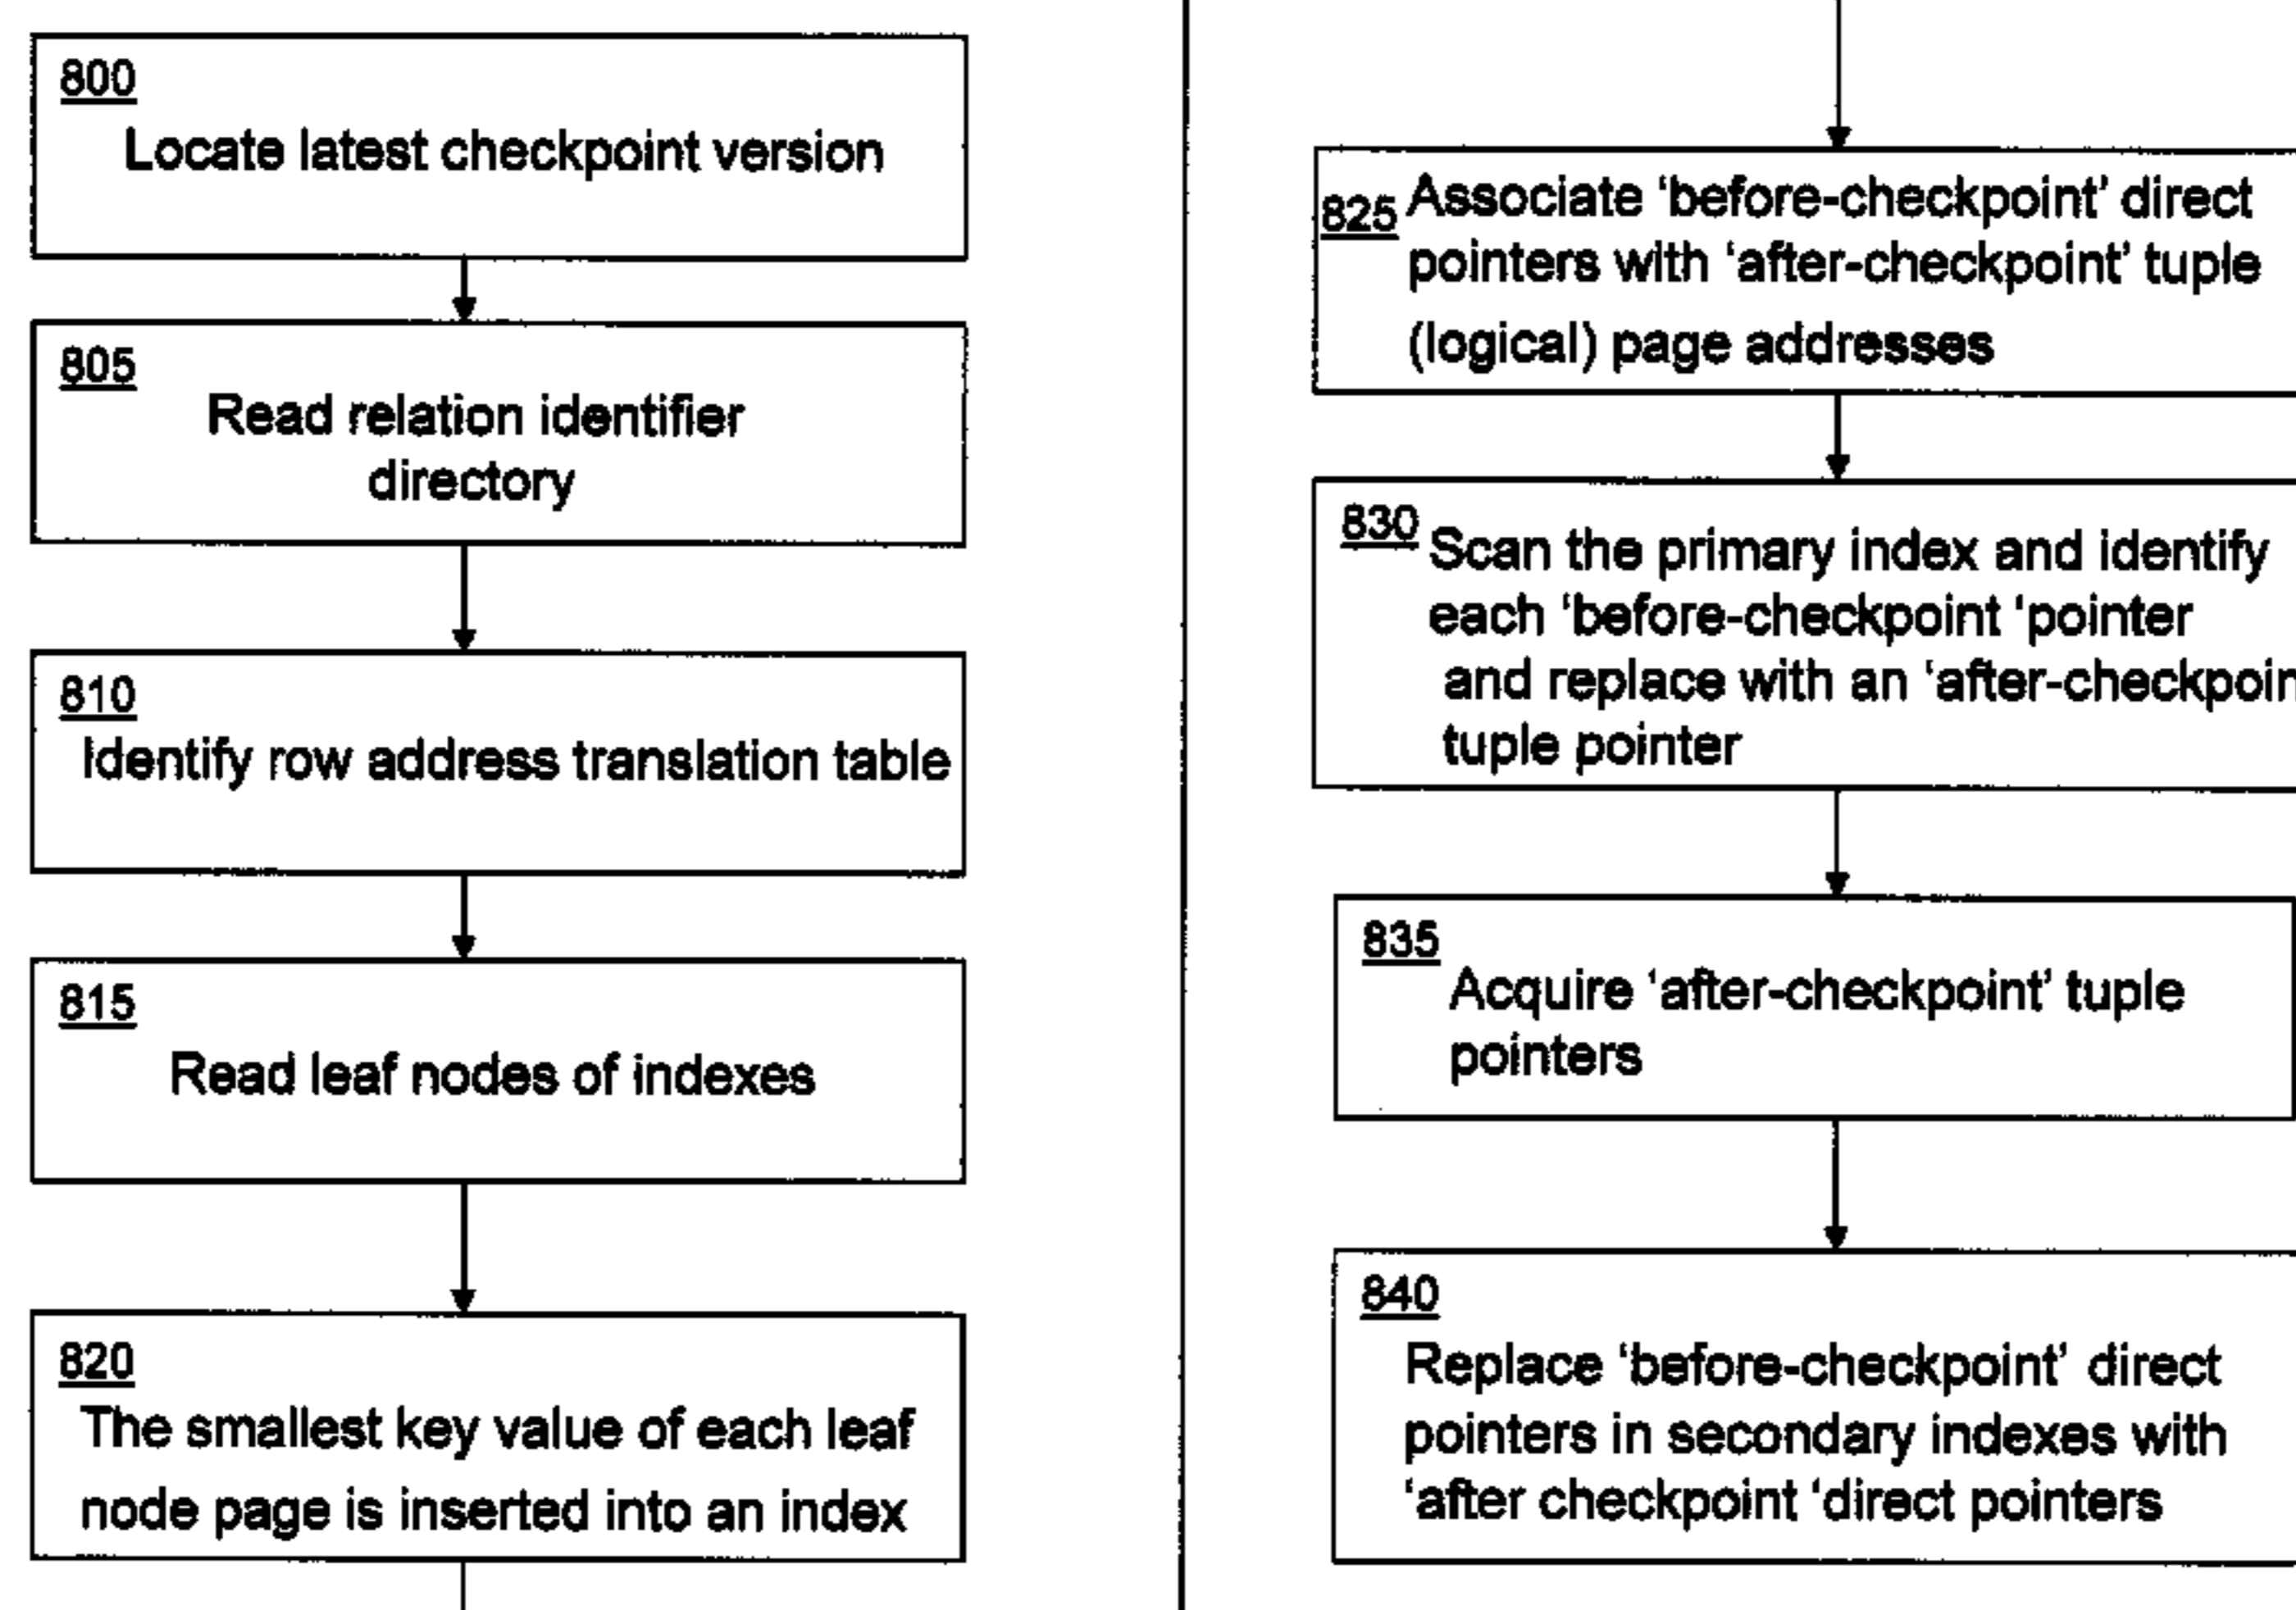 800
Locate latest checkpoint version
805
Read relation identifier
directory
810
Identify row address translation table
815
Read leaf nodes of indexes
820
The smallest key value of each leaf
node page is inserted into an index
825
Associate ‘before-checkpoint’ direct
pointers with ‘after-checkpoint’ tuple
(logical) page addresses
830
Scan the primary index and identify
each ‘before-checkpoint ‘pointer
and replace with an ‘after-checkpoin
tuple pointer
835
Acquire ‘after-checkpoint’ tuple
pointers
840
Replace ‘before-checkpoint’ direct
pointers in secondary indexes with
‘after checkpoint ‘direct pointers